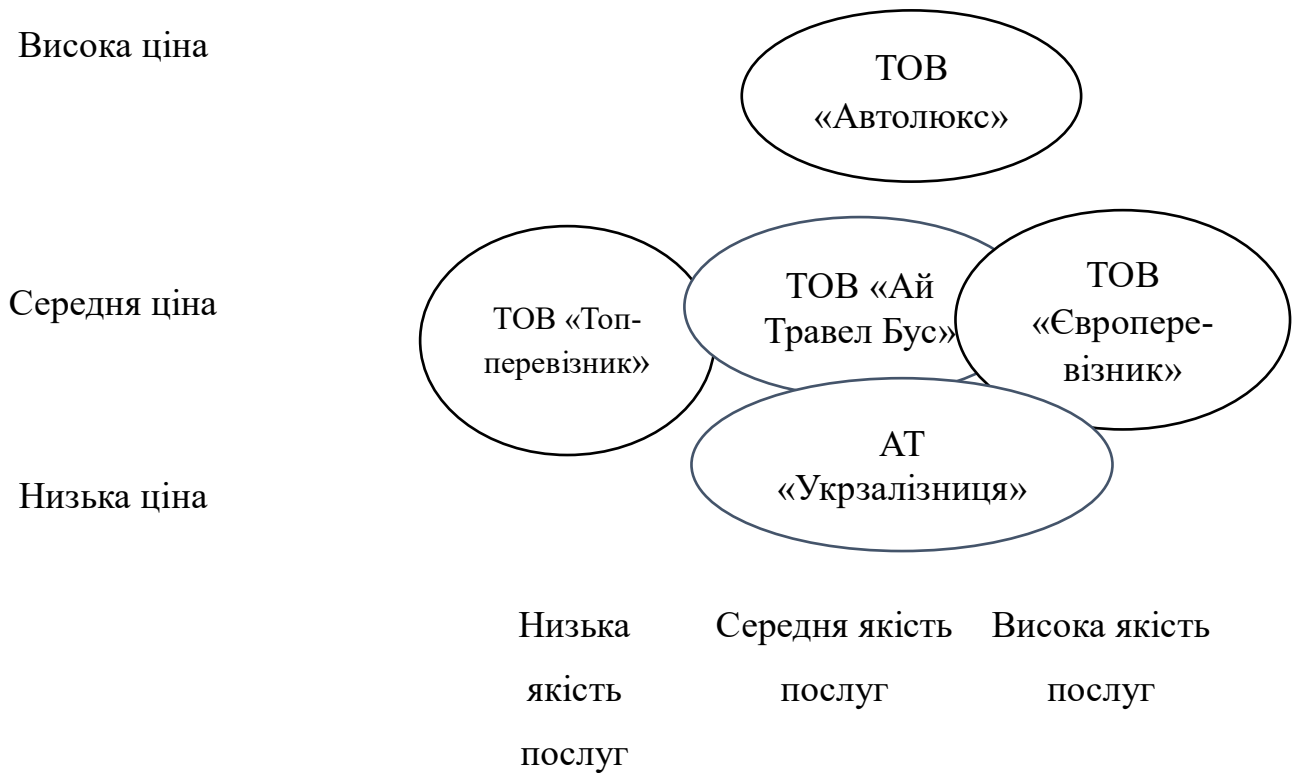 Висока ціна
ТОВ
«Автолюкс»
Середня ціна
ТОВ «Топ-
перевізник»
ТОВ «Ай
Травел Бус»
ТОВ
«Європере-
візник»
Низька ціна
АТ
«Укрзалізниця»
Низька
якість
послуг
Середня якість
послуг
Висока якість
послуг